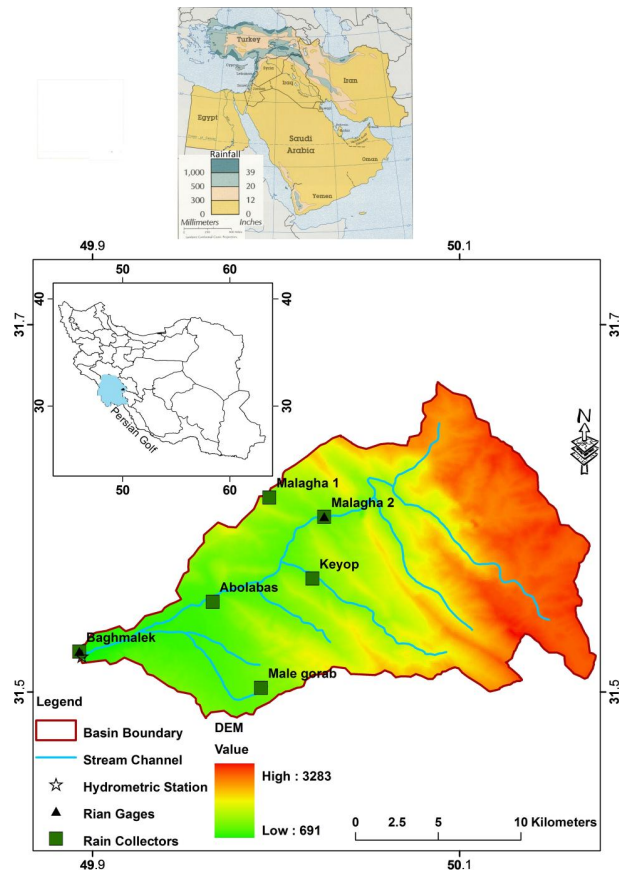 Turkey
Cyprus
Lebanon
Syria
Iraq
Iran
Egypt
Saudi
Arabia
Oman
Yemen
Rainfall
1,000 39
500 20
300 12
0 0
Millimeters Inches
49.9 50.1
50 60
40 40
31.7 31.7
30 30
Persian Golf
50 60
N
Malagha 1
Malagha 2
Keyop
Abolabas
Baghmalek
Male gorab
31.5 31.5
Legend
Basin Boundary
Stream Channel
Hydrometric Station
Rian Gages
Rain Collectors
DEM
Value
High : 3283
Low : 691
0 2.5 5 10 Kilometers
49.9 50.1